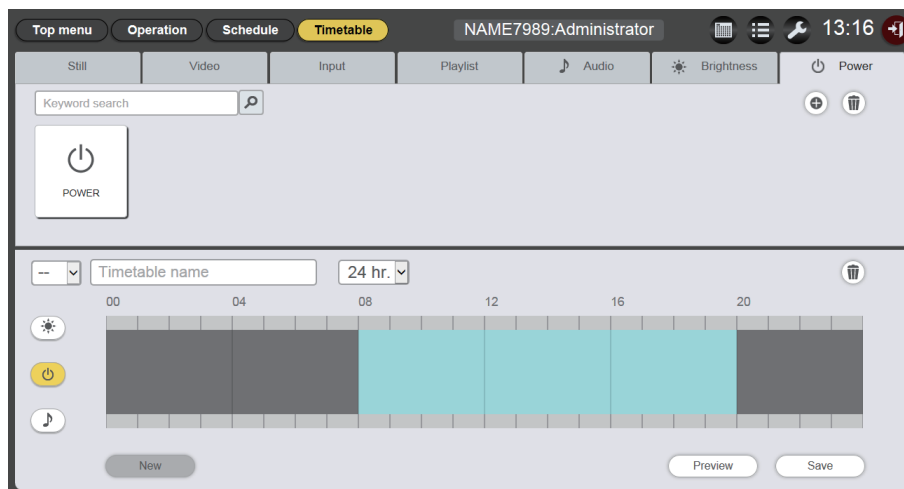 Top menu Operation Schedule Timetable NAME7989:Administrator 13:16
Still Video Input Playlist Audio Brightness Power
Keyword search
POWER
-- Timetable name 24 hr.
00 04 08 12 16 20
New Preview Save